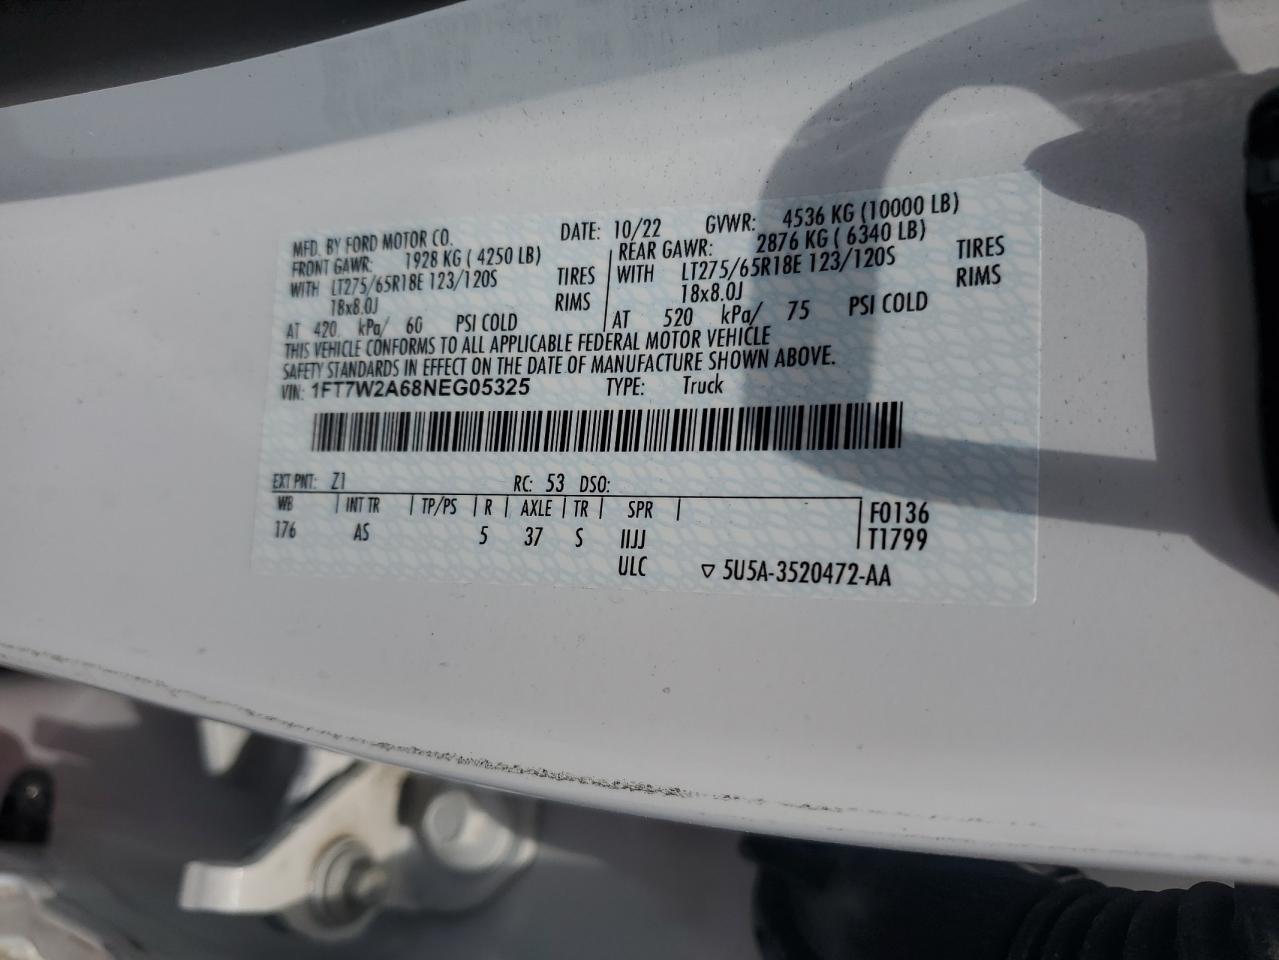 MFD. BY FORD MOTOR CO. DATE: 10/22 GVWR: 4536 KG (10000 LB)
FRONT GAWR: 1928 KG ( 4250 LB) REAR GAWR: 2876 KG ( 6340 LB)
WITH LT275/65R18E 123/120S TIRES WITH LT275/65R18E 123/120S TIRES
18x8.0J RIMS 18x8.0J RIMS
AT 420 kPa/ 60 PSI COLD AT 520 kPa/ 75 PSI COLD
THIS VEHICLE CONFORMS TO ALL APPLICABLE FEDERAL MOTOR VEHICLE
SAFETY STANDARDS IN EFFECT ON THE DATE OF MANUFACTURE SHOWN ABOVE.
VIN: 1FT7W2A68NEG05325 TYPE: Truck
EXT PNT: Z1 RC: 53 DSO:
WB INT TR TP/PS R AXLE TR SPR F0136
176 AS 5 37 S IIJJ T1799
ULC ▽ 5U5A-3520472-AA